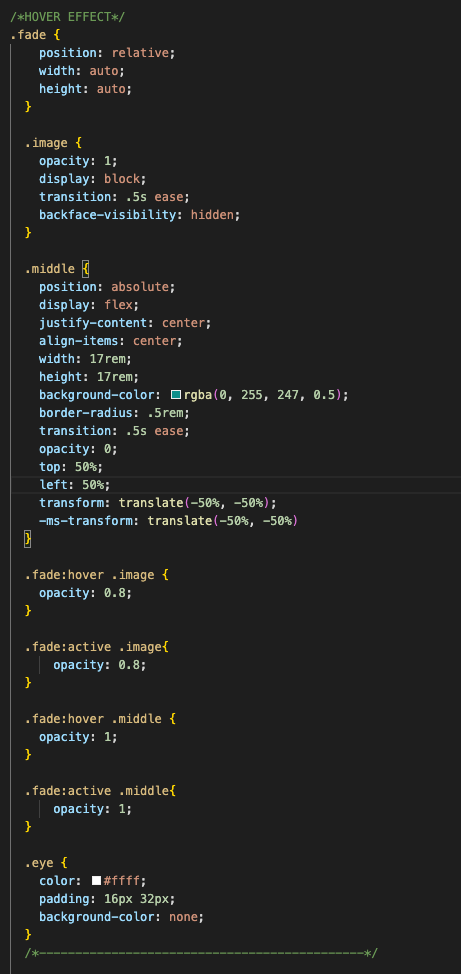 /*HOVER EFFECT*/
.fade {
position: relative;
width: auto;
height: auto;
}
.image {
opacity: 1;
display: block;
transition: .5s ease;
backface-visibility: hidden;
}
.middle {
position: absolute;
display: flex;
justify-content: center;
align-items: center;
width: 17rem;
height: 17rem;
background-color: rgba(0, 255, 247, 0.5);
border-radius: .5rem;
transition: .5s ease;
opacity: 0;
top: 50%;
left: 50%;
transform: translate(-50%, -50%);
-ms-transform: translate(-50%, -50%)
}
.fade:hover .image {
opacity: 0.8;
}
.fade:active .image{
opacity: 0.8;
}
.fade:hover .middle {
opacity: 1;
}
.fade:active .middle{
opacity: 1;
}
.eye {
color: #ffff;
padding: 16px 32px;
background-color: none;
}
/*---------------------------------------------*/